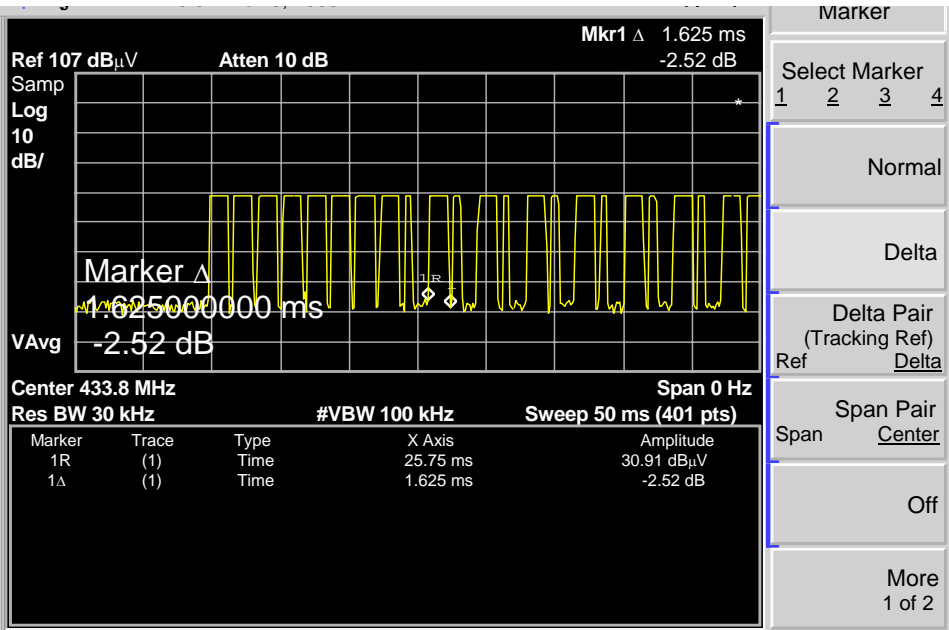 Marker
Mkr1 Δ 1.625 ms
Ref 107 dBμV Atten 10 dB -2.52 dB
Samp
Log
10
dB/
*
1R
1
Marker Δ
1.625000000 ms
-2.52 dB
VAvg
Center 433.8 MHz Span 0 Hz
Res BW 30 kHz #VBW 100 kHz Sweep 50 ms (401 pts)
Marker Trace Type X Axis Amplitude
1R (1) Time 25.75 ms 30.91 dBμV
1Δ (1) Time 1.625 ms -2.52 dB
Select Marker
1 2 3 4
Normal
Delta
Delta Pair
(Tracking Ref)
Ref Delta
Span Pair
Span Center
Off
More
1 of 2